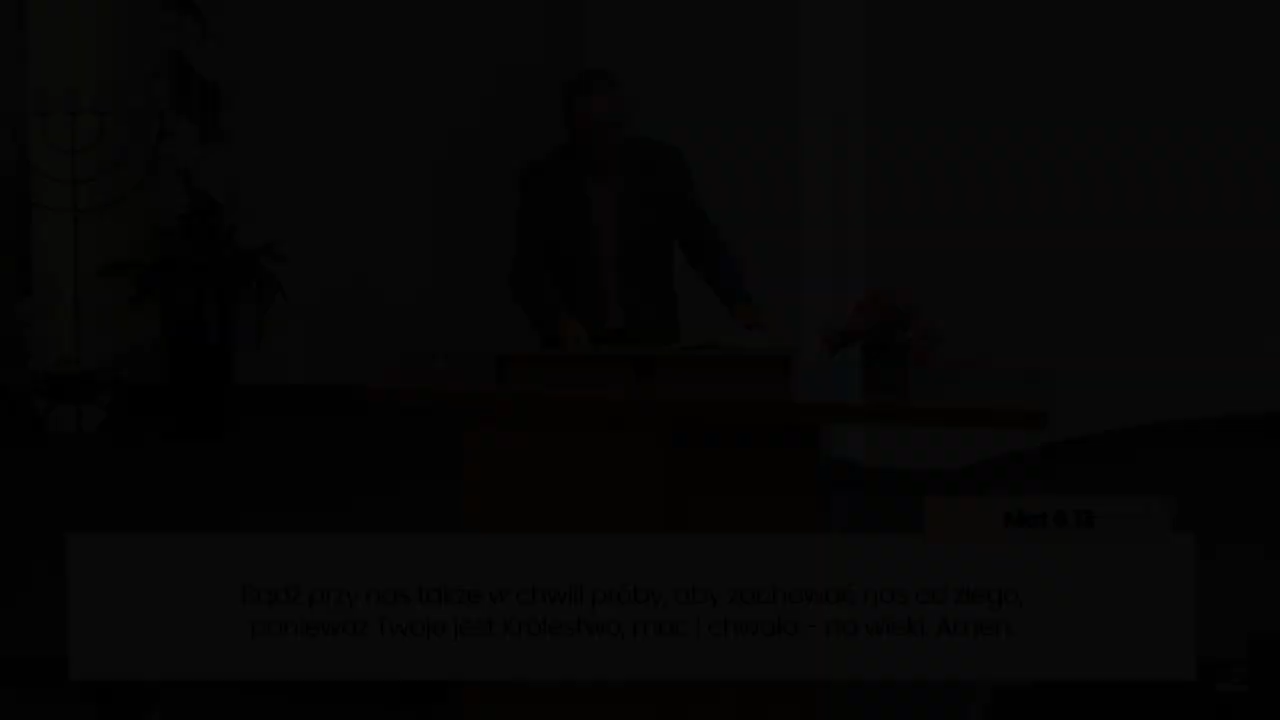 Mat 6.13
Bądź przy nas także w chwili próby, aby zachować nas od złego,
ponieważ Twoje jest Królestwo, moc i chwała - na wieki. Amen.